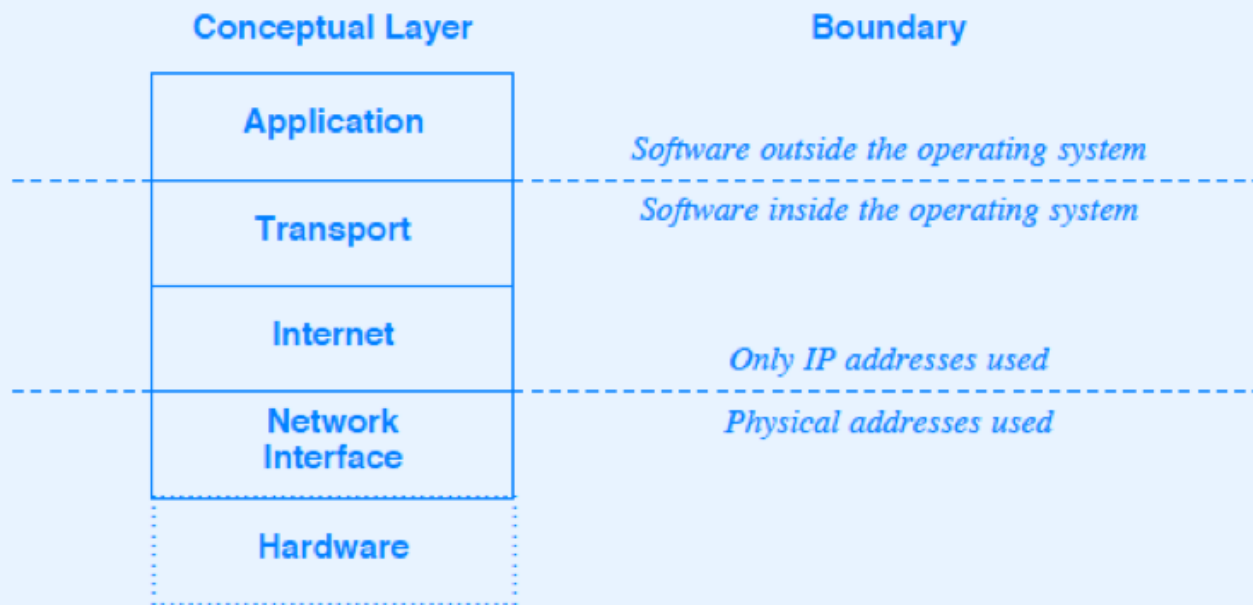 Conceptual Layer
Boundary
Application
Software outside the operating system
Software inside the operating system
Transport
Internet
Only IP addresses used
Network
Interface
Physical addresses used
Hardware